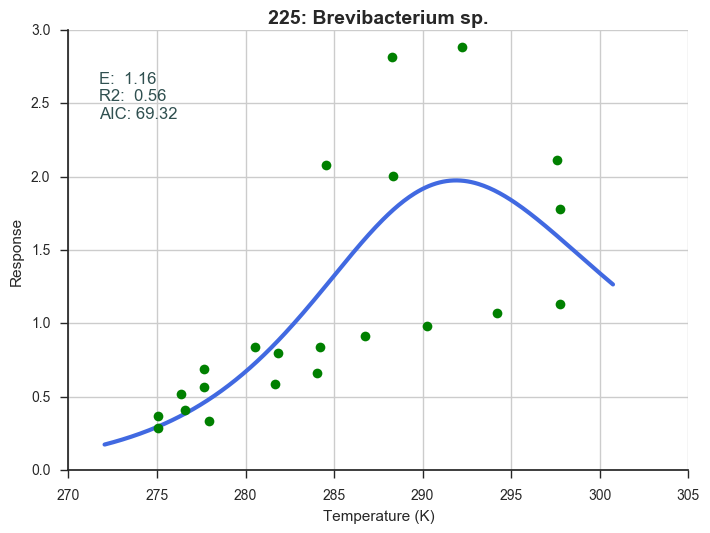 225: Brevibacterium sp.
E:  1.16
R2:  0.56
AIC: 69.32
Response
3.0
2.5
2.0
1.5
1.0
0.5
0.0
270 275 280 285 290 295 300 305
Temperature (K)